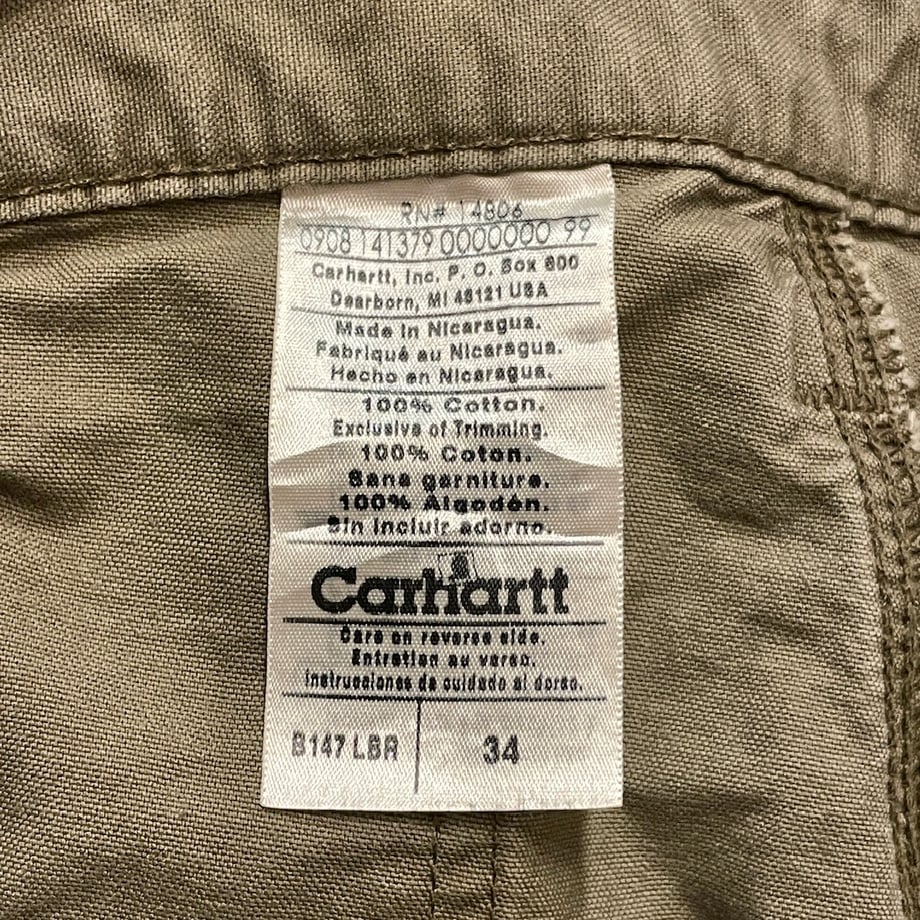 RN# 14806
0908 141379 0000000 99
Carhartt, Inc. P. O. Box 600
Dearborn, MI 48121 USA
Made in Nicaragua.
Fabriqué au Nicaragua.
Hecho en Nicaragua.
100% Cotton.
Exclusive of Trimming.
100% Coton.
Sans garniture.
100% Algodón.
Sin incluir adorno.
Carhartt
Care on reverse side.
Entretien au verso.
Instrucciones de cuidado al dorso.
B147 LBR 34